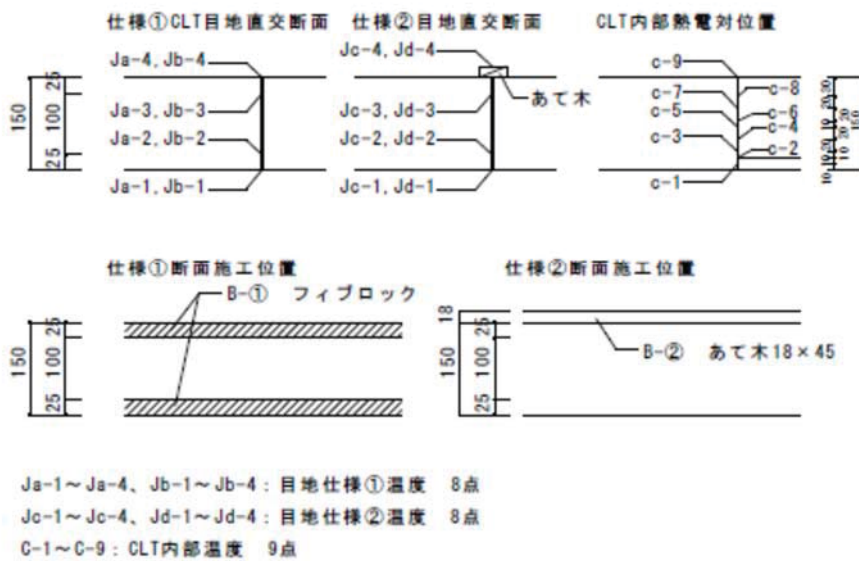 仕様①CLT目地直交断面
Ja-4, Jb-4
Ja-3, Jb-3
Ja-2, Jb-2
Ja-1, Jb-1
150
25
100
25
仕様②目地直交断面
Jc-4, Jd-4
あて木
Jc-3, Jd-3
Jc-2, Jd-2
Jc-1, Jd-1
CLT内部熱電対位置
c-9
c-8
c-7
c-6
c-5
c-4
c-3
c-2
c-1
150
仕様①断面施工位置
B-① フィブロック
150
25
100
25
仕様②断面施工位置
18
150
25
100
25
B-② あて木18×45
Ja-1～Ja-4、Jb-1～Jb-4：目地仕様①温度 8点
Jc-1～Jc-4、Jd-1～Jd-4：目地仕様②温度 8点
C-1～C-9：CLT内部温度 9点